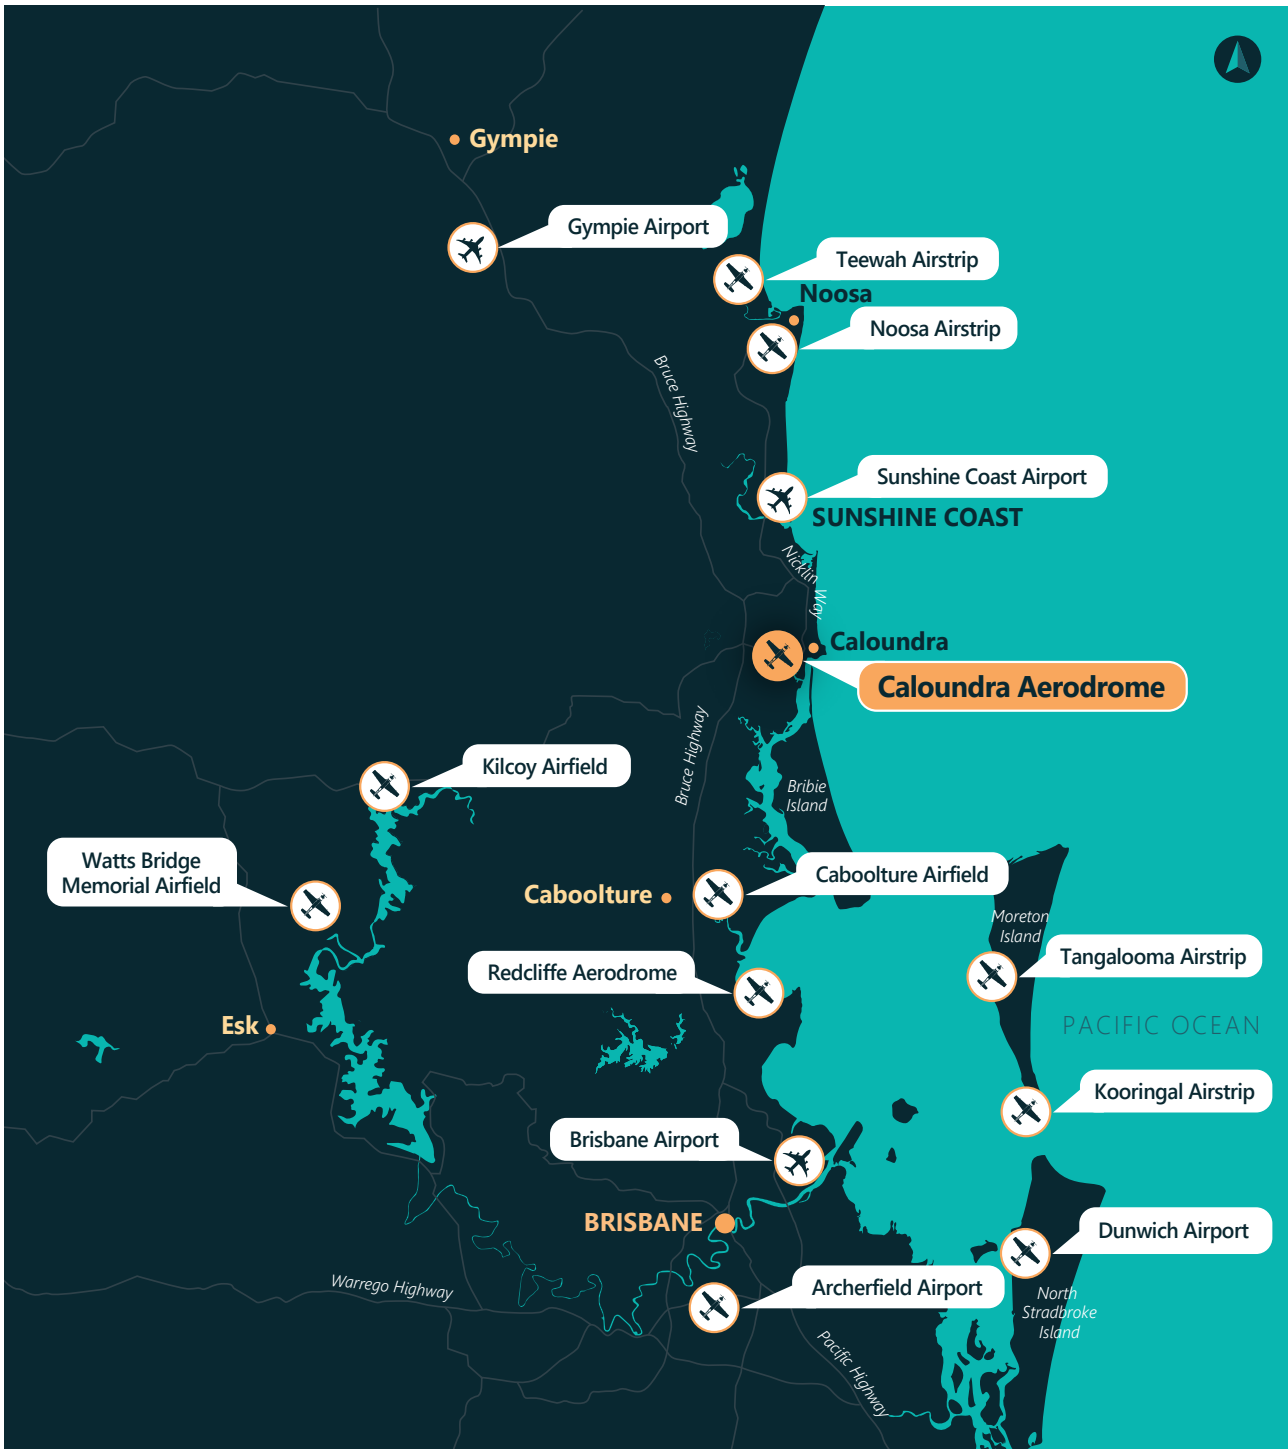 Gympie
Gympie Airport
Teewah Airstrip
Noosa
Noosa Airstrip
Bruce Highway
Sunshine Coast Airport
SUNSHINE COAST
Nicklin Way
Caloundra
Caloundra Aerodrome
Bruce Highway
Kilcoy Airfield
Bribie
Island
Watts Bridge
Memorial Airfield
Caboolture
Caboolture Airfield
Moreton
Island
Tangalooma Airstrip
Redcliffe Aerodrome
Esk
PACIFIC OCEAN
Kooringal Airstrip
Brisbane Airport
BRISBANE
Dunwich Airport
Warrego Highway
Archerfield Airport
North
Stradbroke
Island
Pacific Highway